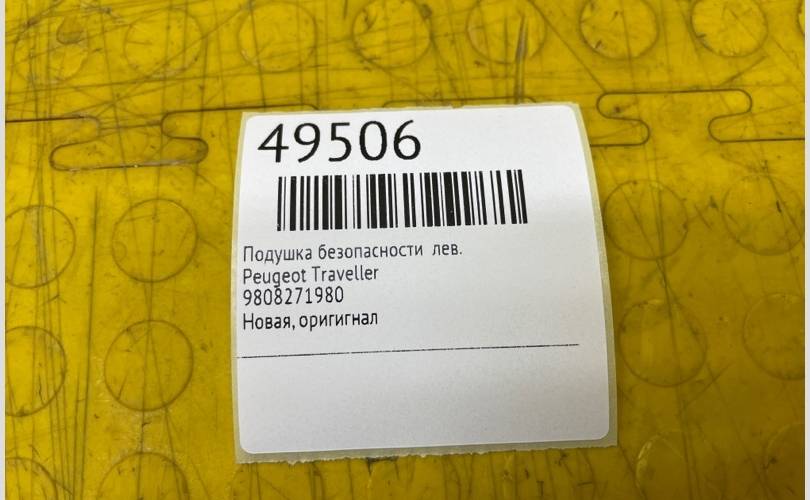 49506
Подушка безопасности лев.
Peugeot Traveller
9808271980
Новая, оригигнал